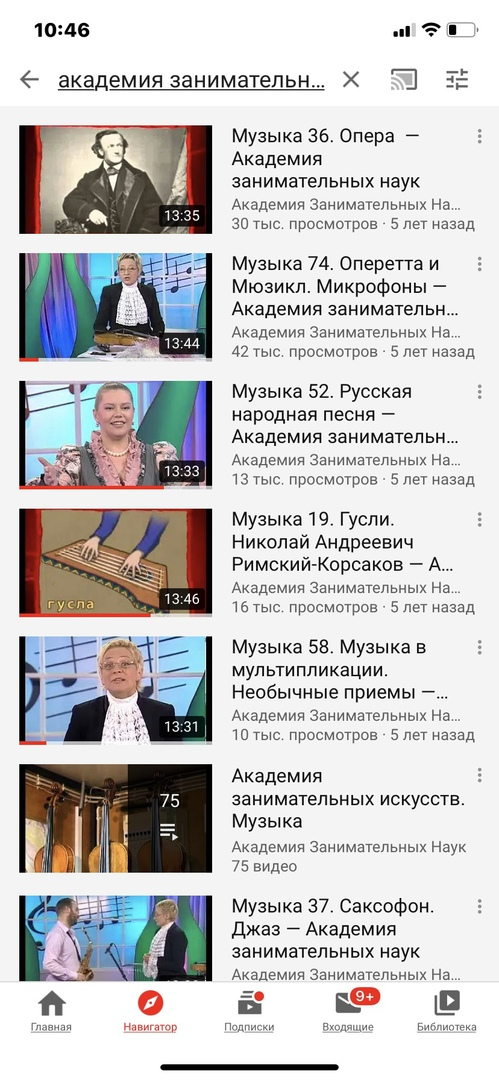 10:46
академия занимательн...
Музыка 36. Опера —
Академия
занимательных наук
Академия Занимательных На...
30 тыс. просмотров · 5 лет назад
13:35
Музыка 74. Оперетта и
Мюзикл. Микрофоны —
Академия занимательн...
Академия Занимательных На...
42 тыс. просмотров · 5 лет назад
13:44
Музыка 52. Русская
народная песня —
Академия занимательн...
Академия Занимательных На...
13 тыс. просмотров · 5 лет назад
13:33
Музыка 19. Гусли.
Николай Андреевич
Римский-Корсаков — А...
Академия Занимательных На...
16 тыс. просмотров · 5 лет назад
гусла
13:46
Музыка 58. Музыка в
мультипликации.
Необычные приемы —...
Академия Занимательных На...
10 тыс. просмотров · 5 лет назад
13:31
Академия
занимательных искусств.
Музыка
Академия Занимательных Наук
75 видео
75
Музыка 37. Саксофон.
Джаз — Академия
занимательных наук
Академия Занимательных На...
9+
Главная
Навигатор
Подписки
Входящие
Библиотека